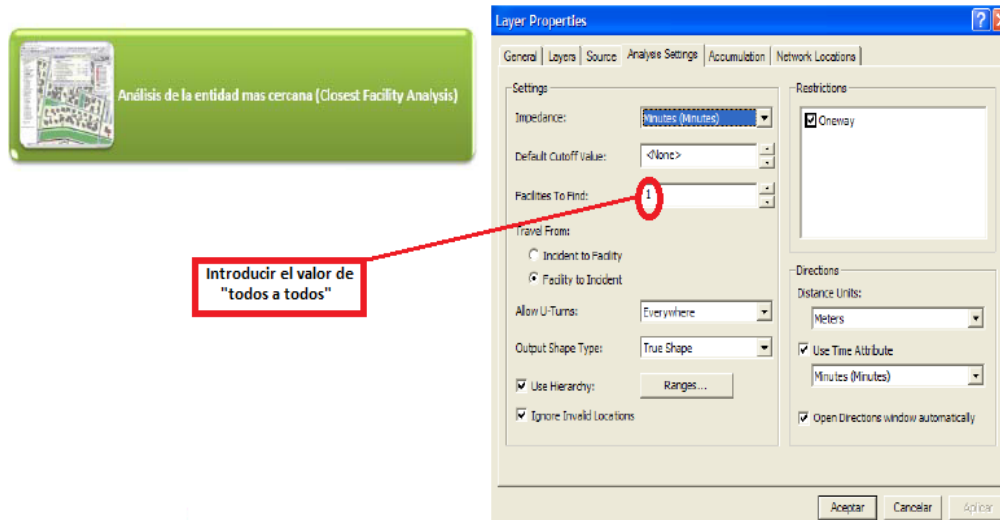 Análisis de la entidad mas cercana (Closest Facility Analysis)
Introducir el valor de
"todos a todos"
Layer Properties
General Layers Source Analysis Settings Accumulation Network Locations
Settings
Impedance: Minutes (Minutes)
Default Cutoff Value: <None>
Facilities To Find: 1
Travel From:
Incident to Facility
Facility to Incident
Allow U-Turns: Everywhere
Output Shape Type: True Shape
Use Hierarchy: Ranges...
Ignore Invalid Locations
Restrictions
Oneway
Directions
Distance Units:
Meters
Use Time Attribute
Minutes (Minutes)
Open Directions window automatically
Aceptar Cancelar Aplicar